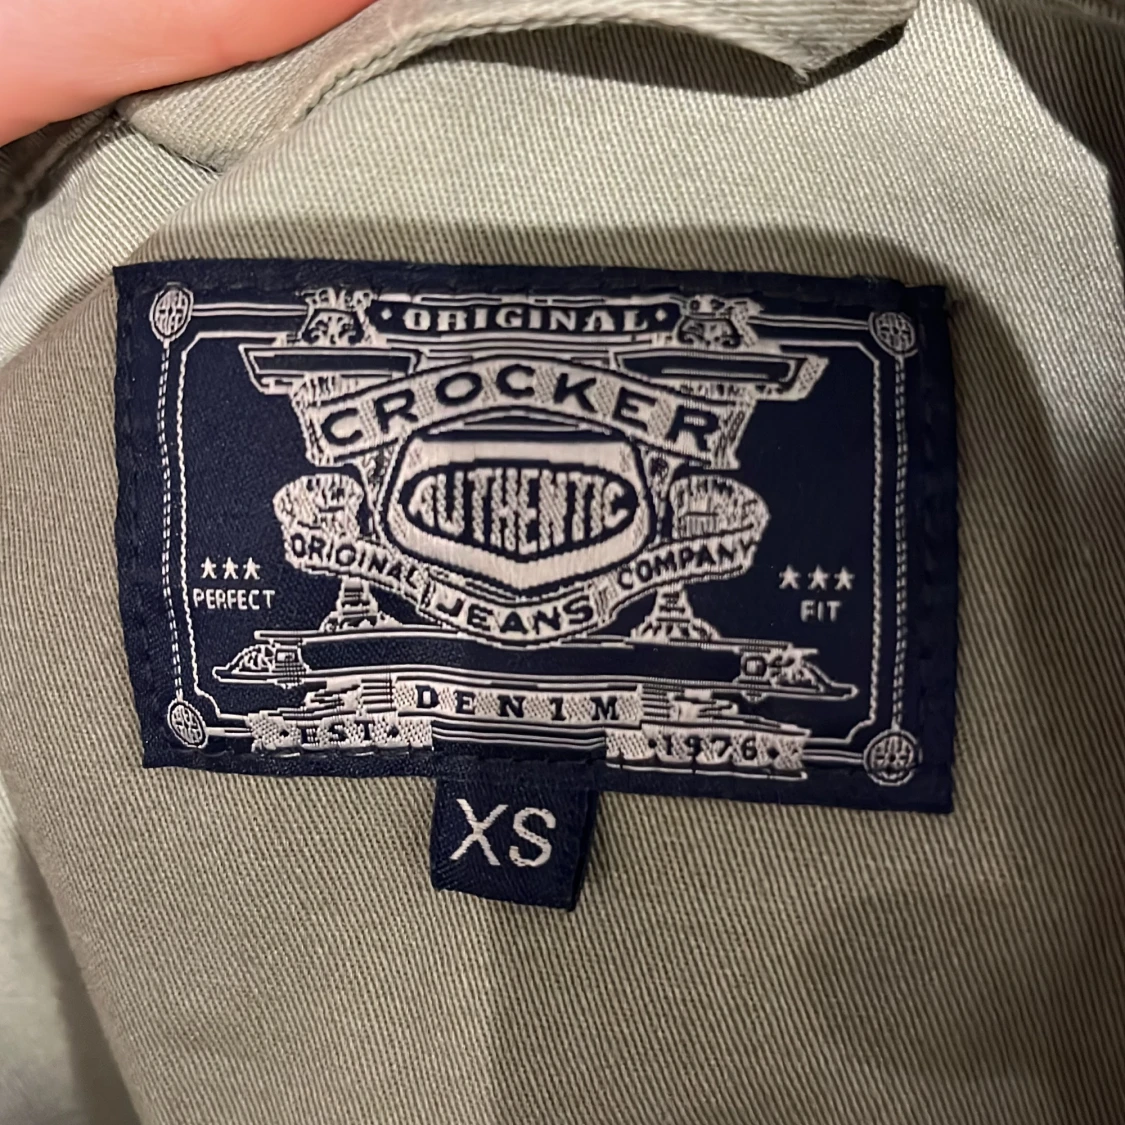 ·ORIGINAL·
CROCKER
AUTHENTIC
ORIGINAL JEANS COMPANY
★★★
PERFECT
★★★
FIT
DENIM
·EST· ·1976·
XS